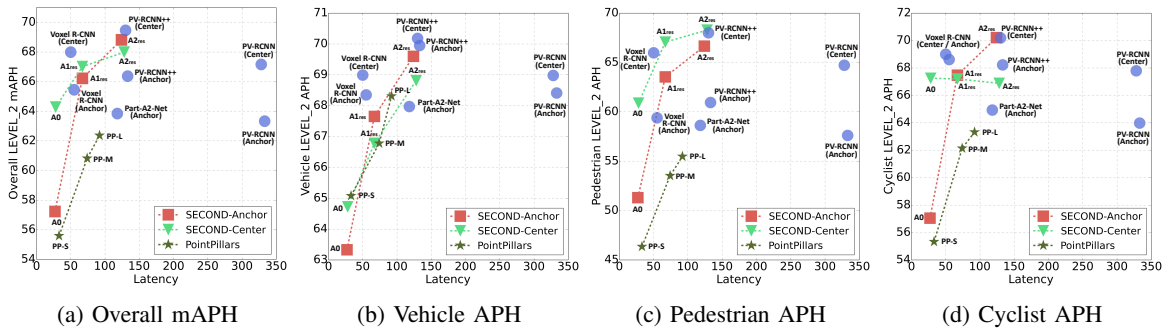 Overall LEVEL_2 mAPH
70
68
66
64
62
60
58
56
54
0 50 100 150 200 250 300 350
Latency
Voxel R-CNN
(Center)
PV-RCNN++
(Center)
A2res
A2res
PV-RCNN
(Center)
A1res
A1res
PV-RCNN++
(Anchor)
Voxel
R-CNN
(Anchor)
A0
Part-A2-Net
(Anchor)
PV-RCNN
(Anchor)
PP-L
PP-M
A0
PP-S
SECOND-Anchor
SECOND-Center
PointPillars
(a) Overall mAPH
Vehicle LEVEL_2 APH
71
70
69
68
67
66
65
64
63
0 50 100 150 200 250 300 350
Latency
PV-RCNN++
(Center)
PV-RCNN++
(Anchor)
A2res
Voxel R-CNN
(Center)
A2res
PV-RCNN
(Center)
Voxel
R-CNN
(Anchor)
PP-L
PV-RCNN
(Anchor)
Part-A2-Net
(Anchor)
A1res
A1res
PP-M
PP-S
A0
A0
SECOND-Anchor
SECOND-Center
PointPillars
(b) Vehicle APH
Pedestrian LEVEL_2 APH
70
65
60
55
50
45
0 50 100 150 200 250 300 350
Latency
A2res
PV-RCNN++
(Center)
A1res
A2res
Voxel
R-CNN
(Center)
PV-RCNN
(Center)
A1res
A0
PV-RCNN++
(Anchor)
Voxel
R-CNN
(Anchor)
Part-A2-Net
(Anchor)
PV-RCNN
(Anchor)
PP-L
PP-M
A0
PP-S
SECOND-Anchor
SECOND-Center
PointPillars
(c) Pedestrian APH
Cyclist LEVEL_2 APH
72
70
68
66
64
62
60
58
56
54
0 50 100 150 200 250 300 350
Latency
A2res
PV-RCNN++
(Center)
Voxel R-CNN
(Center / Anchor)
PV-RCNN++
(Anchor)
PV-RCNN
(Center)
A0
A1res
A2res
Part-A2-Net
(Anchor)
PV-RCNN
(Anchor)
PP-L
PP-M
A0
PP-S
SECOND-Anchor
SECOND-Center
PointPillars
(d) Cyclist APH